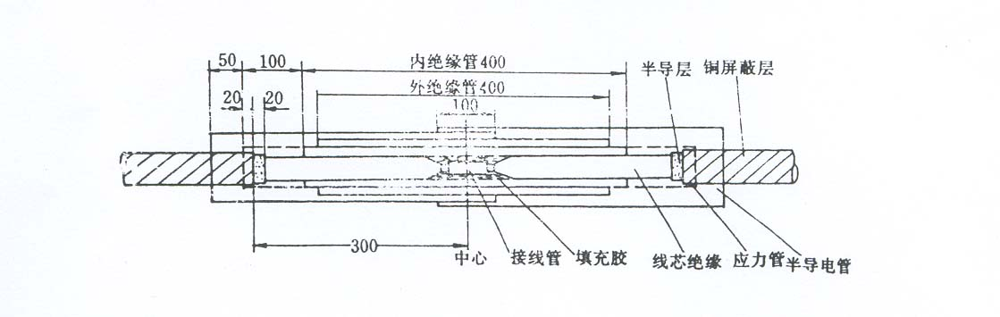 50 100 内绝缘管400 半导层 铜屏蔽层
外绝缘管400
20 20 100
300 中心 接线管 填充胶 线芯绝缘 应力管 半导电管